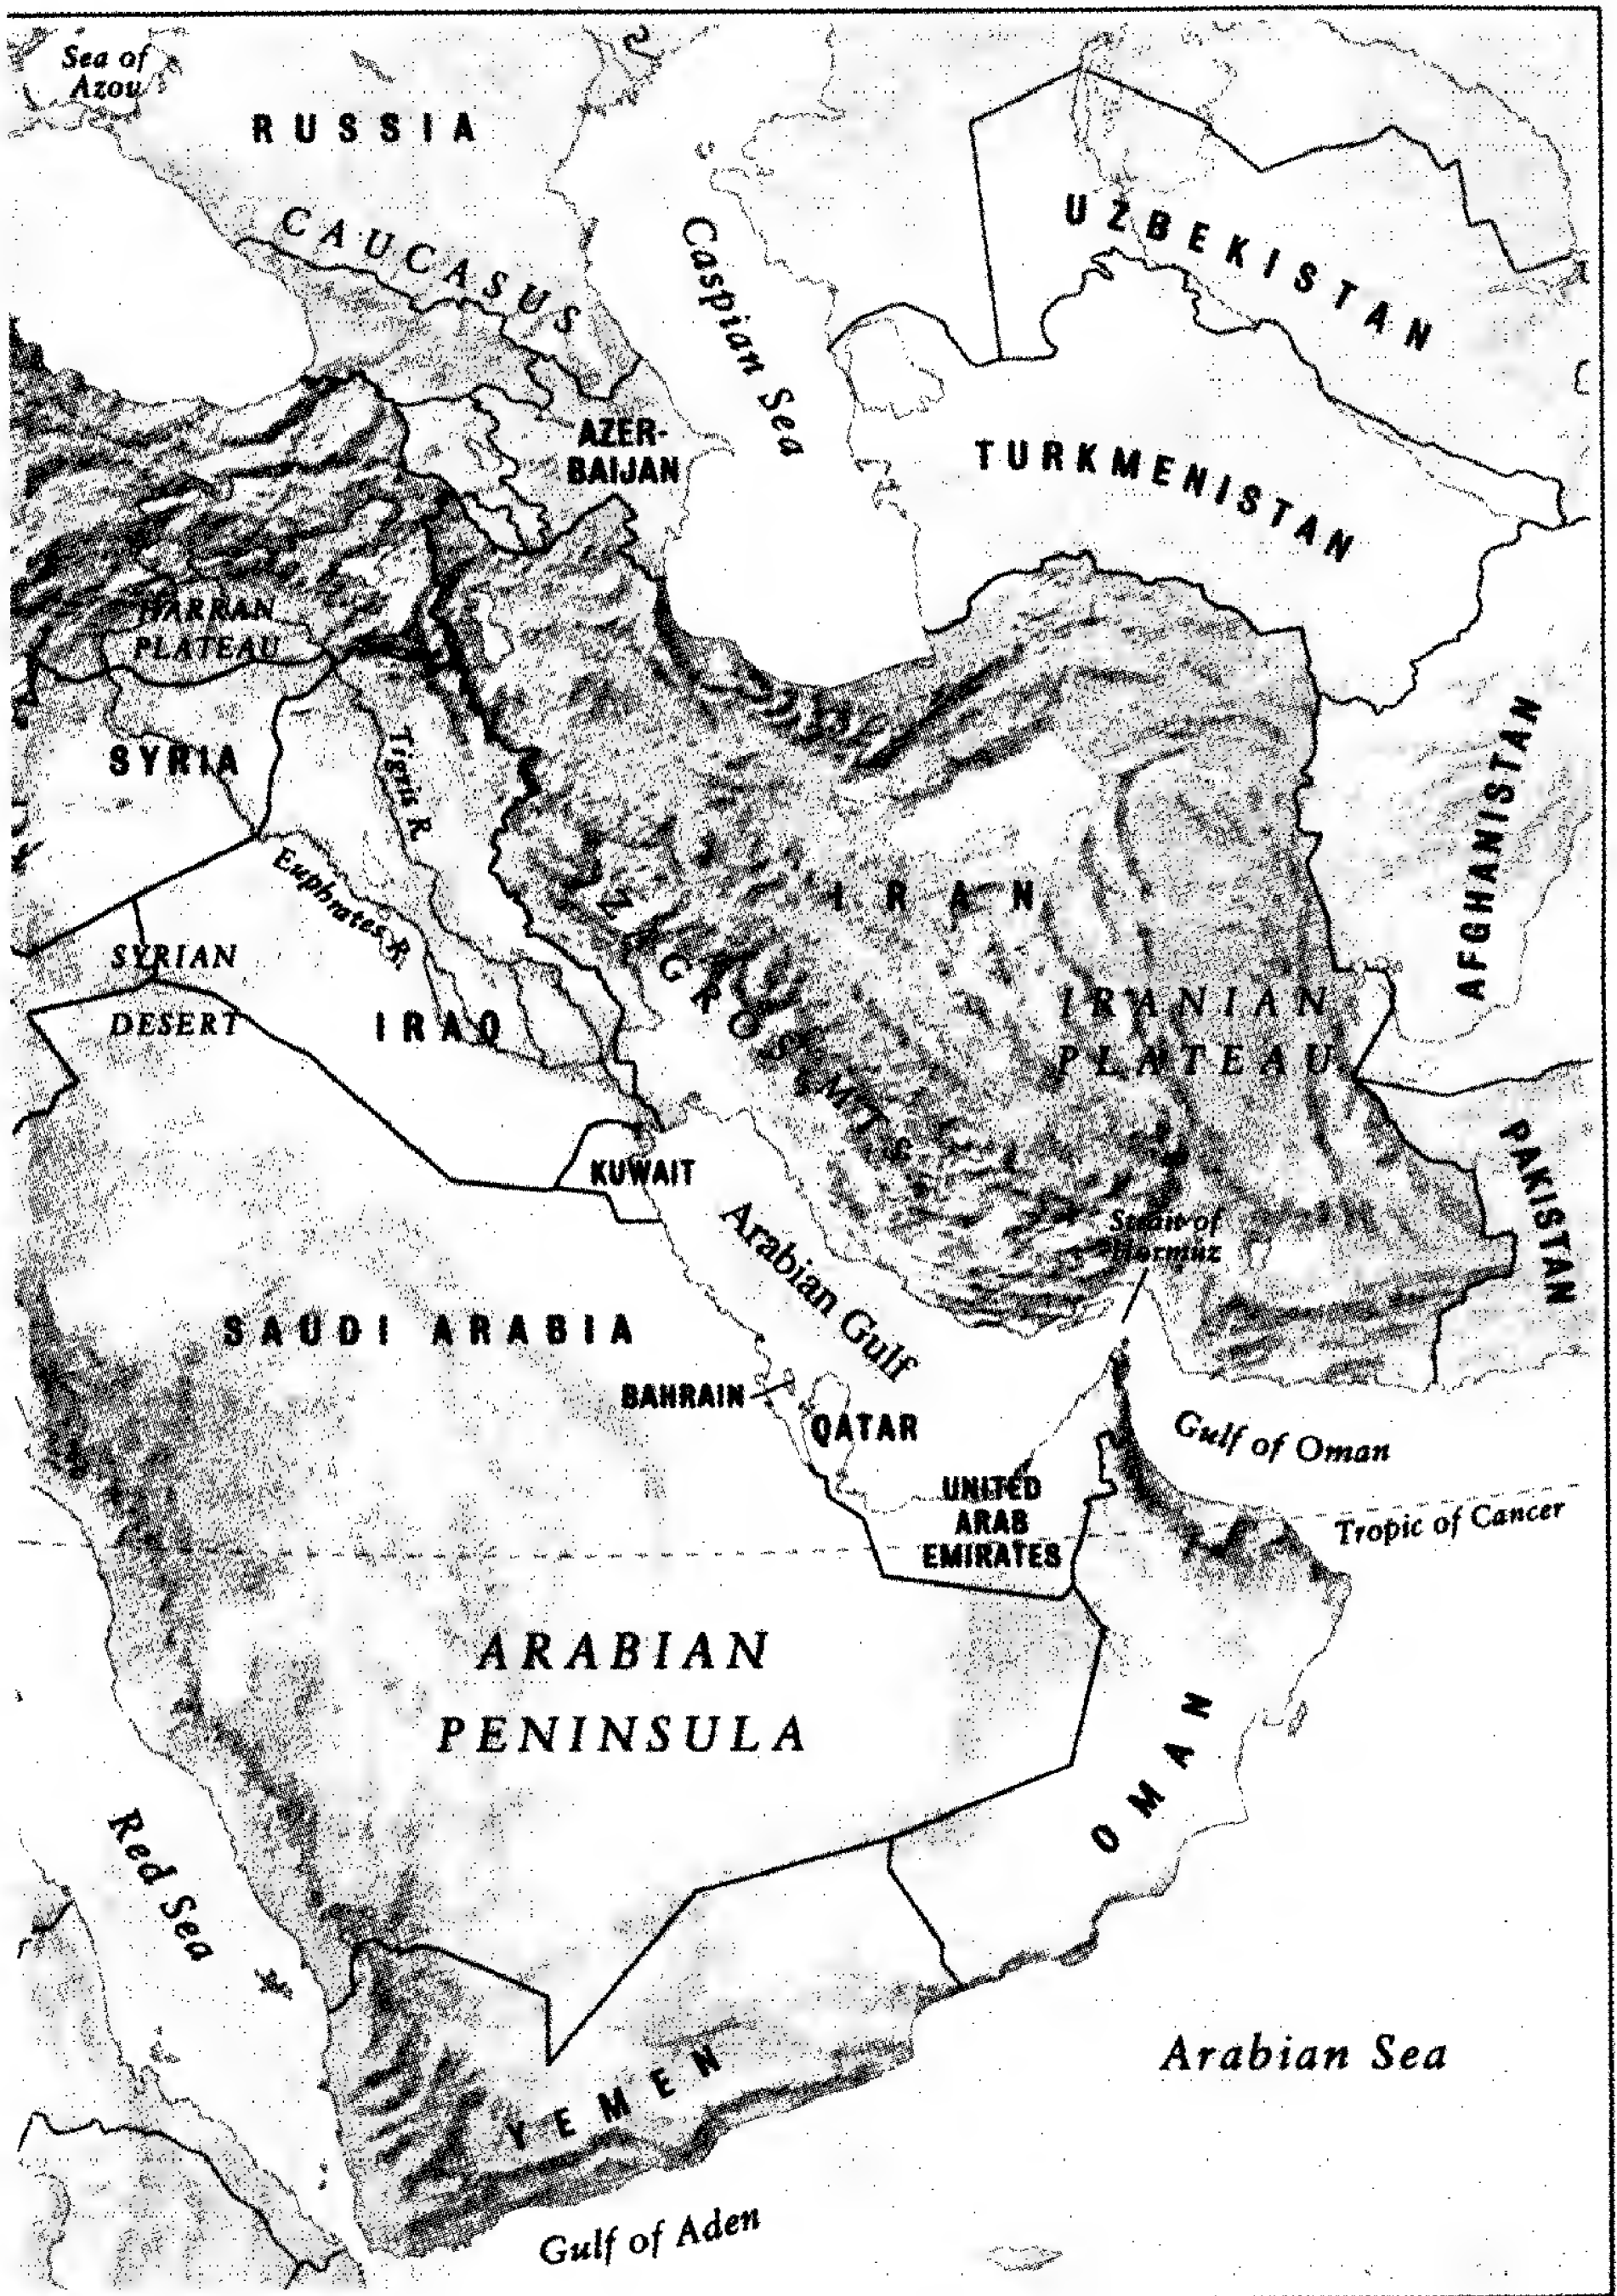 Sea of
Azov
RUSSIA
CAUCASUS
Caspian Sea
UZBEKISTAN
AZER-
BAIJAN
TURKMENISTAN
HARRAN
PLATEAU
SYRIA
Tigris R.
AFGHANISTAN
Euphrates R.
ZAGROS MTS.
IRAN
SYRIAN
DESERT
IRAQ
IRANIAN
PLATEAU
KUWAIT
PAKISTAN
Arabian Gulf
Strait of
Hormuz
SAUDI ARABIA
BAHRAIN
QATAR
Gulf of Oman
UNITED
ARAB
EMIRATES
Tropic of Cancer
ARABIAN
PENINSULA
OMAN
Red Sea
Arabian Sea
YEMEN
Gulf of Aden